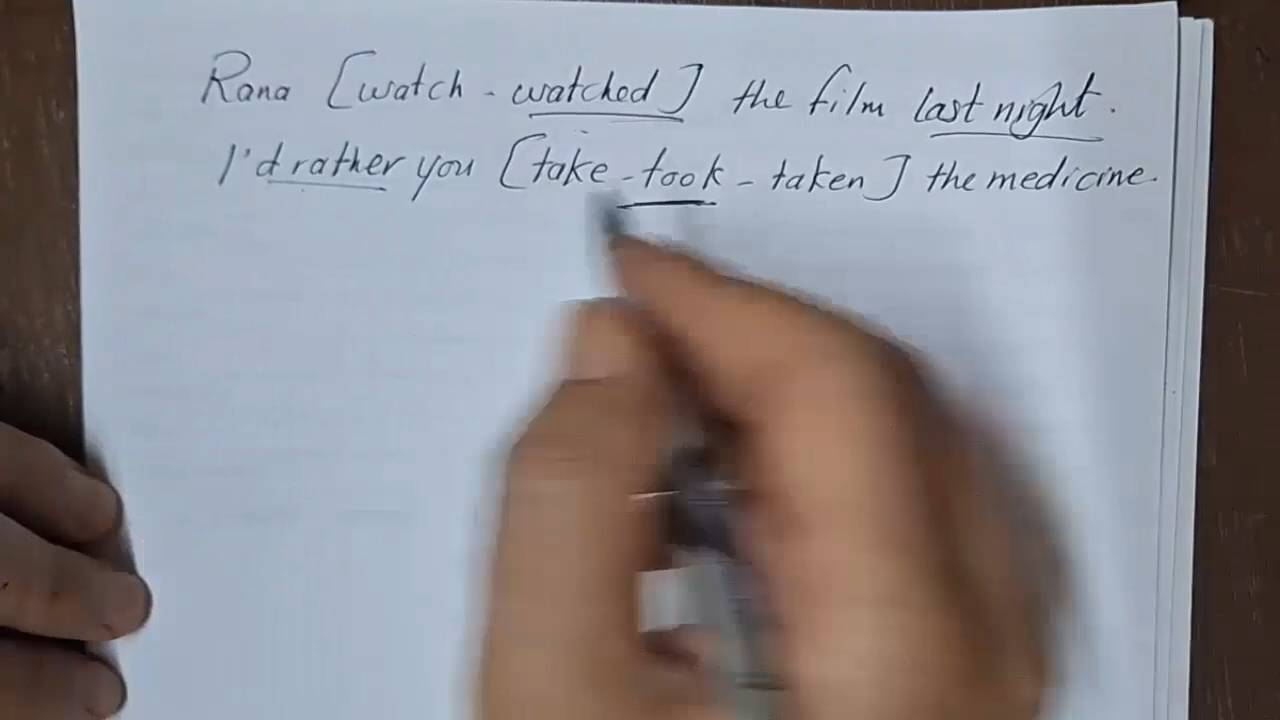 Rana [watch - watched] the film last night.
I'd rather you [take - took - taken] the medicine.